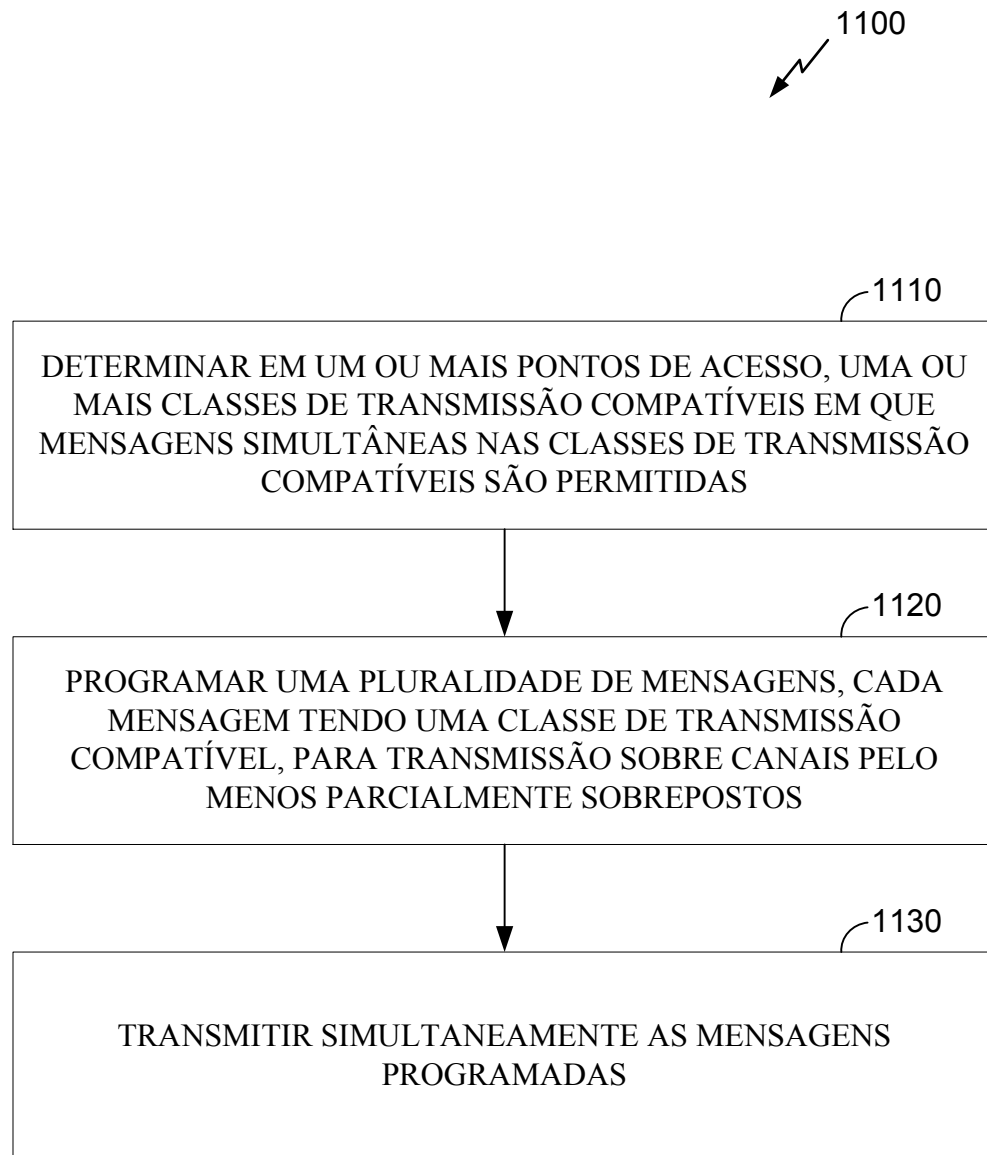 1100
1110
DETERMINAR EM UM OU MAIS PONTOS DE ACESSO, UMA OU
MAIS CLASSES DE TRANSMISSÃO COMPATÍVEIS EM QUE
MENSAGENS SIMULTÂNEAS NAS CLASSES DE TRANSMISSÃO
COMPATÍVEIS SÃO PERMITIDAS
1120
PROGRAMAR UMA PLURALIDADE DE MENSAGENS, CADA
MENSAGEM TENDO UMA CLASSE DE TRANSMISSÃO
COMPATÍVEL, PARA TRANSMISSÃO SOBRE CANAIS PELO
MENOS PARCIALMENTE SOBREPOSTOS
1130
TRANSMITIR SIMULTANEAMENTE AS MENSAGENS
PROGRAMADAS